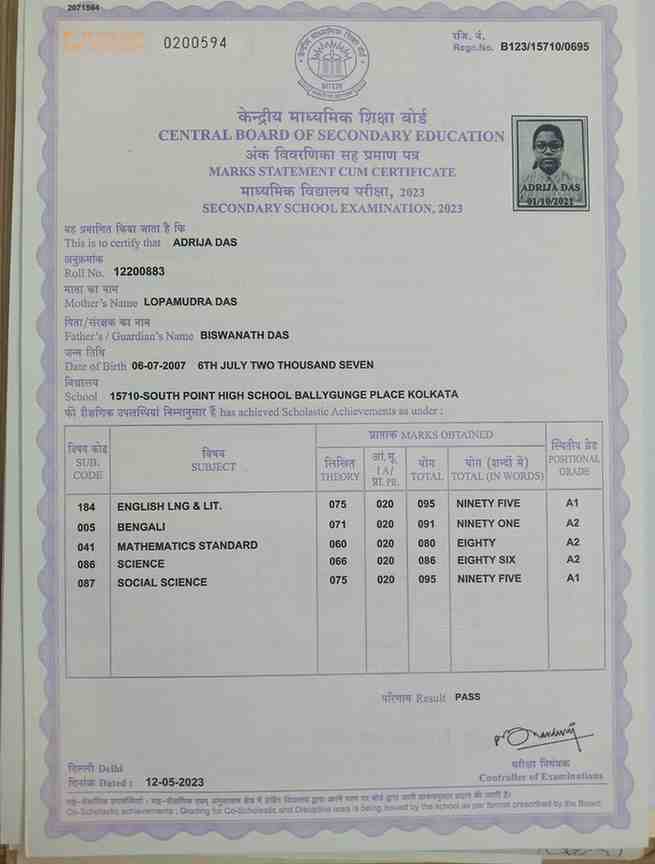 2071584
0200594
रजि. नं.
Regn.No. B123/15710/0695
केन्द्रीय माध्यमिक शिक्षा बोर्ड
CENTRAL BOARD OF SECONDARY EDUCATION
अंक विवरणिका सह प्रमाण पत्र
MARKS STATEMENT CUM CERTIFICATE
माध्यमिक विद्यालय परीक्षा, 2023
SECONDARY SCHOOL EXAMINATION, 2023
ADRIJA DAS
01/10/2021
यह प्रमाणित किया जाता है कि
This is to certify that ADRIJA DAS
अनुक्रमांक
Roll No. 12200883
माता का नाम
Mother's Name LOPAMUDRA DAS
पिता/संरक्षक का नाम
Father's / Guardian's Name BISWANATH DAS
जन्म तिथि
Date of Birth 06-07-2007 6TH JULY TWO THOUSAND SEVEN
विद्यालय
School 15710-SOUTH POINT HIGH SCHOOL BALLYGUNGE PLACE KOLKATA
की शैक्षणिक उपलब्धियां निम्नानुसार हैं has achieved Scholastic Achievements as under :
प्राप्तांक MARKS OBTAINED
विषय कोड SUB. CODE
विषय SUBJECT
लिखित THEORY
आं.मू. IA/ प्रा. PR.
योग TOTAL
योग (शब्दों में) TOTAL (IN WORDS)
स्थितीय ग्रेड POSITIONAL GRADE
184 ENGLISH LNG & LIT. 075 020 095 NINETY FIVE A1
005 BENGALI 071 020 091 NINETY ONE A2
041 MATHEMATICS STANDARD 060 020 080 EIGHTY A2
086 SCIENCE 066 020 086 EIGHTY SIX A2
087 SOCIAL SCIENCE 075 020 095 NINETY FIVE A1
परिणाम Result PASS
दिल्ली Delhi
दिनांक Dated : 12-05-2023
परीक्षा नियंत्रक
Controller of Examinations
Co-Scholastic achievements : Grading for Co-Scholastic and Discipline area is being issued by the school as per format prescribed by the Board.